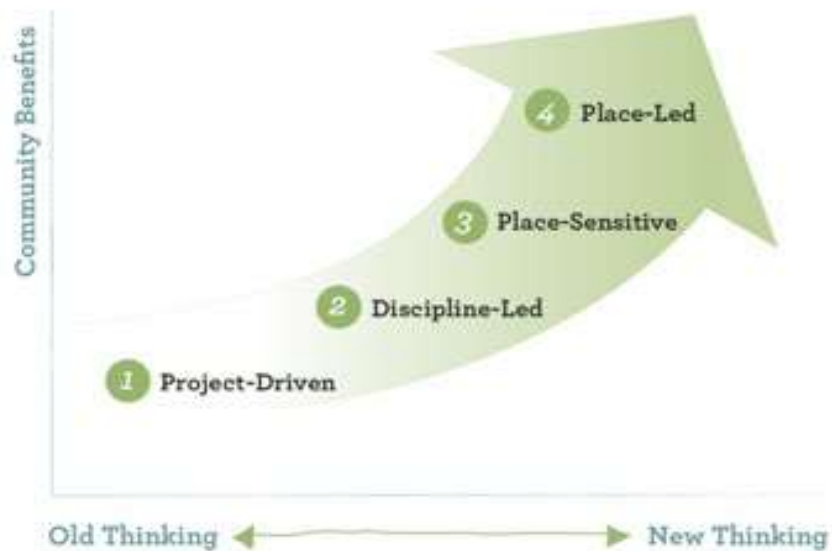 Community Benefits
4 Place-Led
3 Place-Sensitive
2 Discipline-Led
1 Project-Driven
Old Thinking New Thinking